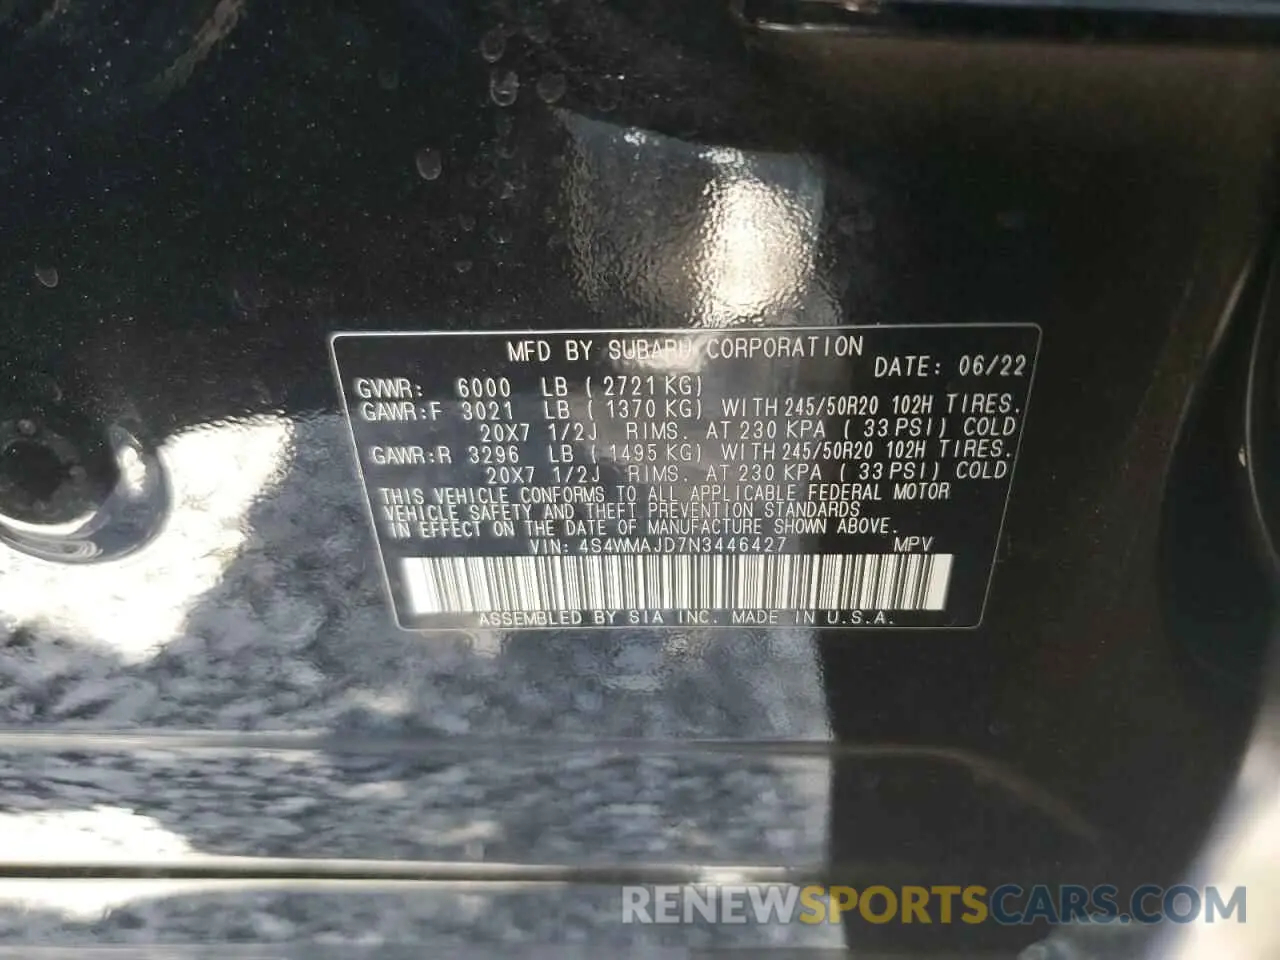 MFD BY SUBARU CORPORATION
DATE: 06/22
GVWR: 6000 LB ( 2721 KG)
GAWR:F 3021 LB ( 1370 KG) WITH 245/50R20 102H TIRES.
20X7 1/2J RIMS. AT 230 KPA ( 33 PSI) COLD
GAWR:R 3296 LB ( 1495 KG) WITH 245/50R20 102H TIRES.
20X7 1/2J RIMS. AT 230 KPA ( 33 PSI) COLD
THIS VEHICLE CONFORMS TO ALL APPLICABLE FEDERAL MOTOR
VEHICLE SAFETY AND THEFT PREVENTION STANDARDS
IN EFFECT ON THE DATE OF MANUFACTURE SHOWN ABOVE.
VIN: 4S4WMAJD7N3446427 MPV
ASSEMBLED BY SIA INC. MADE IN U.S.A.
RENEWSPORTSCARS.COM